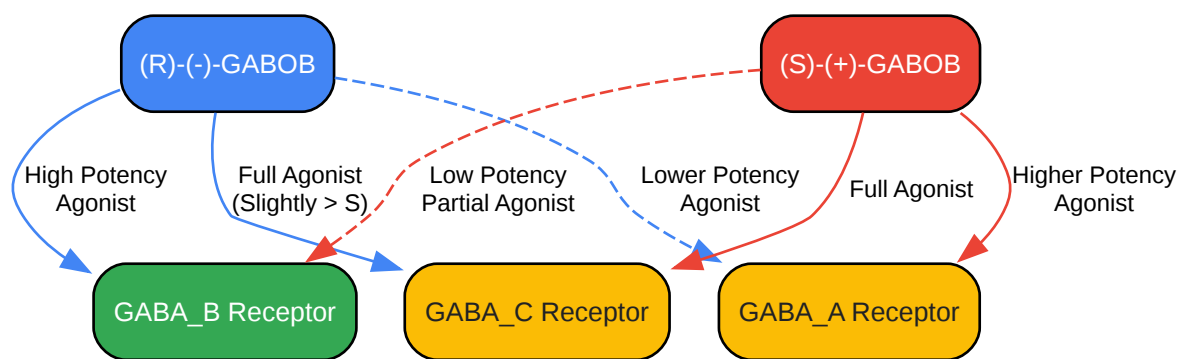 (R)-(-)-GABOB
(S)-(+)-GABOB
High Potency
Agonist
Full Agonist
(Slightly > S)
Low Potency
Partial Agonist
Lower Potency
Agonist
Full Agonist
Higher Potency
Agonist
GABA_B Receptor
GABA_C Receptor
GABA_A Receptor